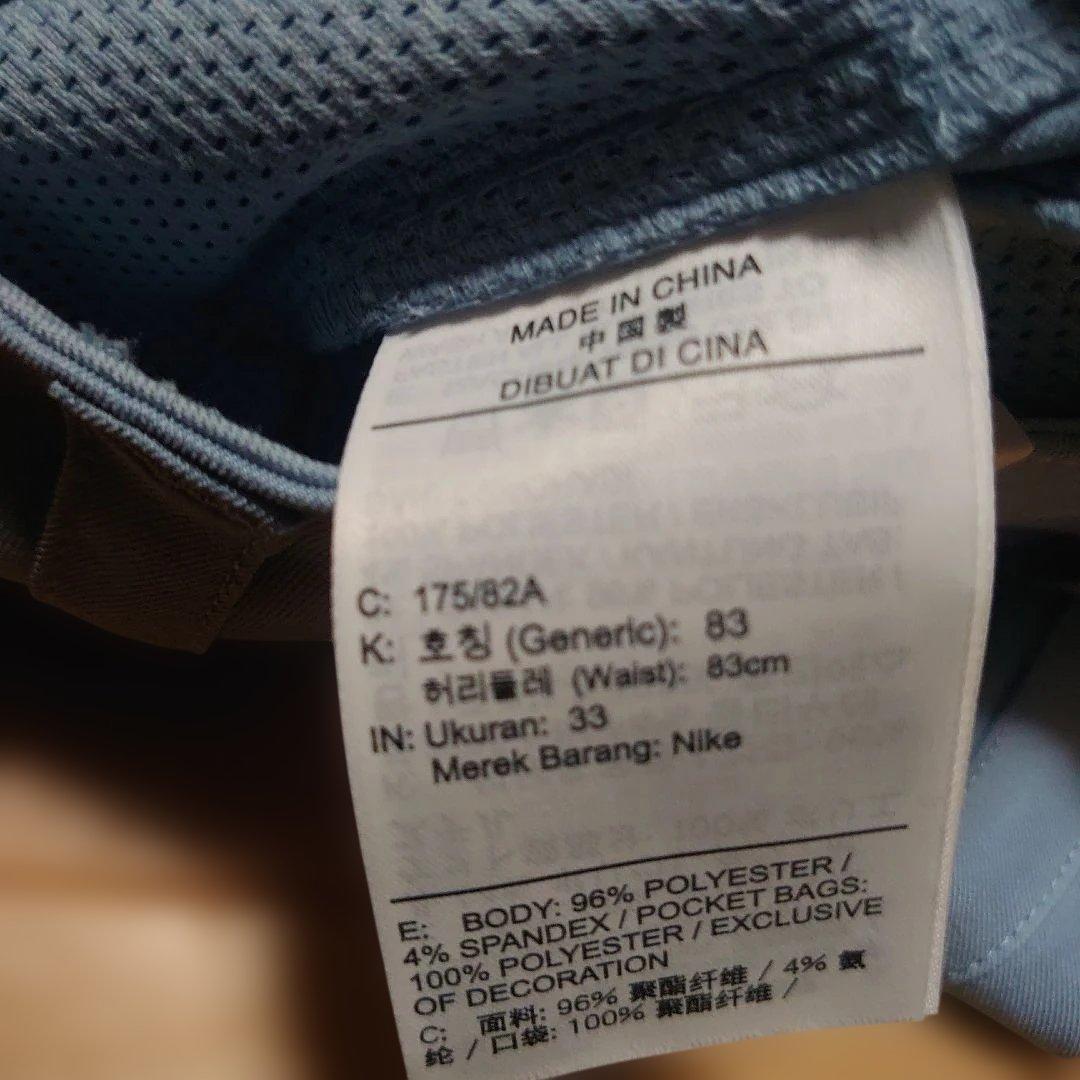 MADE IN CHINA
中国製
DIBUAT DI CINA
C: 175/82A
K: 호칭 (Generic): 83
허리둘레 (Waist): 83cm
IN: Ukuran: 33
Merek Barang: Nike
E: BODY: 96% POLYESTER /
4% SPANDEX / POCKET BAGS:
100% POLYESTER / EXCLUSIVE
OF DECORATION
C: 面料: 96% 聚酯纤维 / 4% 氨
纶 / 口袋: 100% 聚酯纤维 /